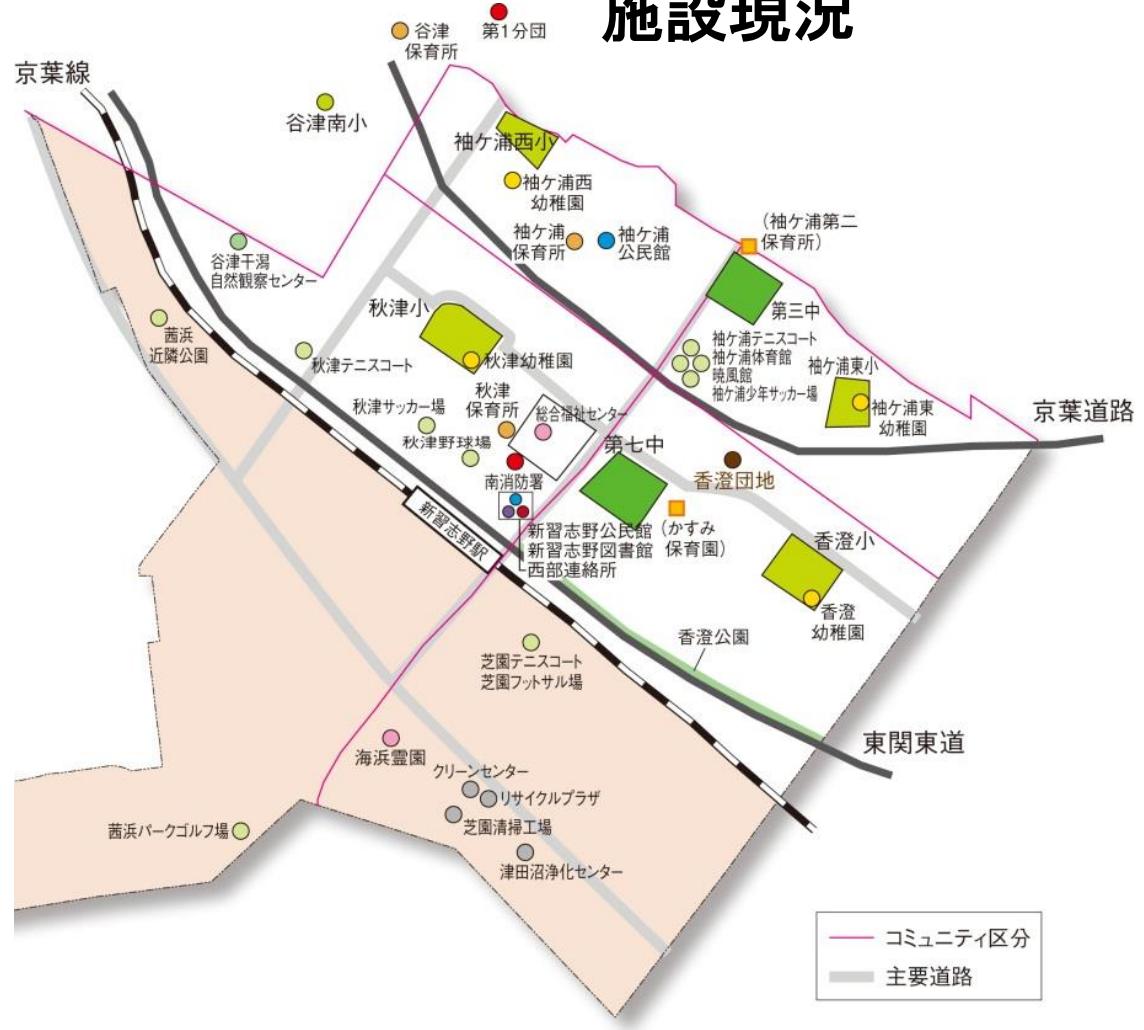 施設現況
第1分団
谷津
保育所
京葉線
谷津南小
袖ケ浦西小
袖ケ浦西
幼稚園
袖ケ浦
保育所
袖ケ浦
公民館
(袖ケ浦第二
保育所)
谷津干潟
自然観察センター
第三中
秋津小
茜浜
近隣公園
袖ケ浦テニスコート
袖ケ浦体育館
暁風館
袖ケ浦少年サッカー場
袖ケ浦東小
秋津テニスコート
秋津幼稚園
袖ケ浦東
幼稚園
京葉道路
秋津
保育所
秋津サッカー場
総合福祉センター
秋津野球場
第七中
南消防署
香澄団地
新習志野駅
新習志野公民館
新習志野図書館
西部連絡所
(かすみ
保育園)
香澄小
香澄
幼稚園
香澄公園
芝園テニスコート
芝園フットサル場
東関東道
海浜霊園
クリーンセンター
リサイクルプラザ
芝園清掃工場
茜浜パークゴルフ場
津田沼浄化センター
コミュニティ区分
主要道路